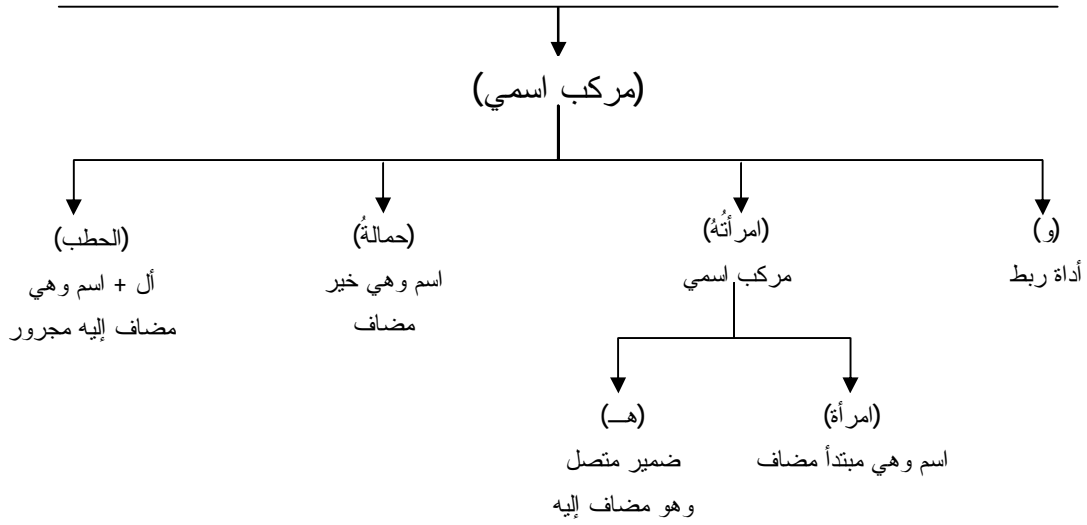 (مركب اسمي)
(و)
أداة ربط
(امرأتُهُ)
مركب اسمي
(حمالةُ)
اسم وهي خير
مضاف
(الحطب)
أل + اسم وهي
مضاف إليه مجرور
(امرأة)
اسم وهي مبتدأ مضاف
(هـــ)
ضمير متصل
وهو مضاف إليه